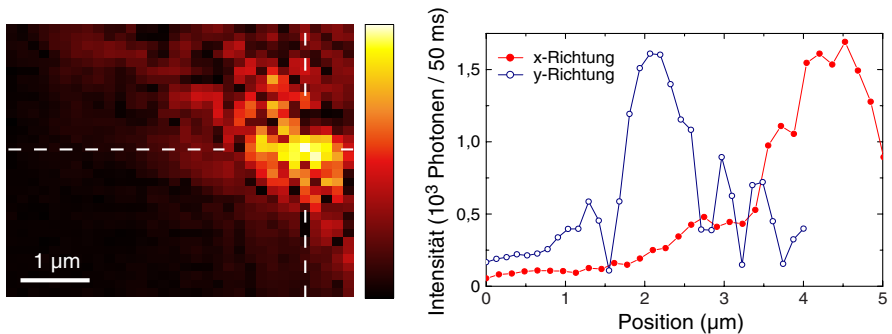 1 µm
Intensität (10³ Photonen / 50 ms)
1.5
1
0,5
0
x-Richtung
y-Richtung
0 1 2 3 4 5
Position (µm)